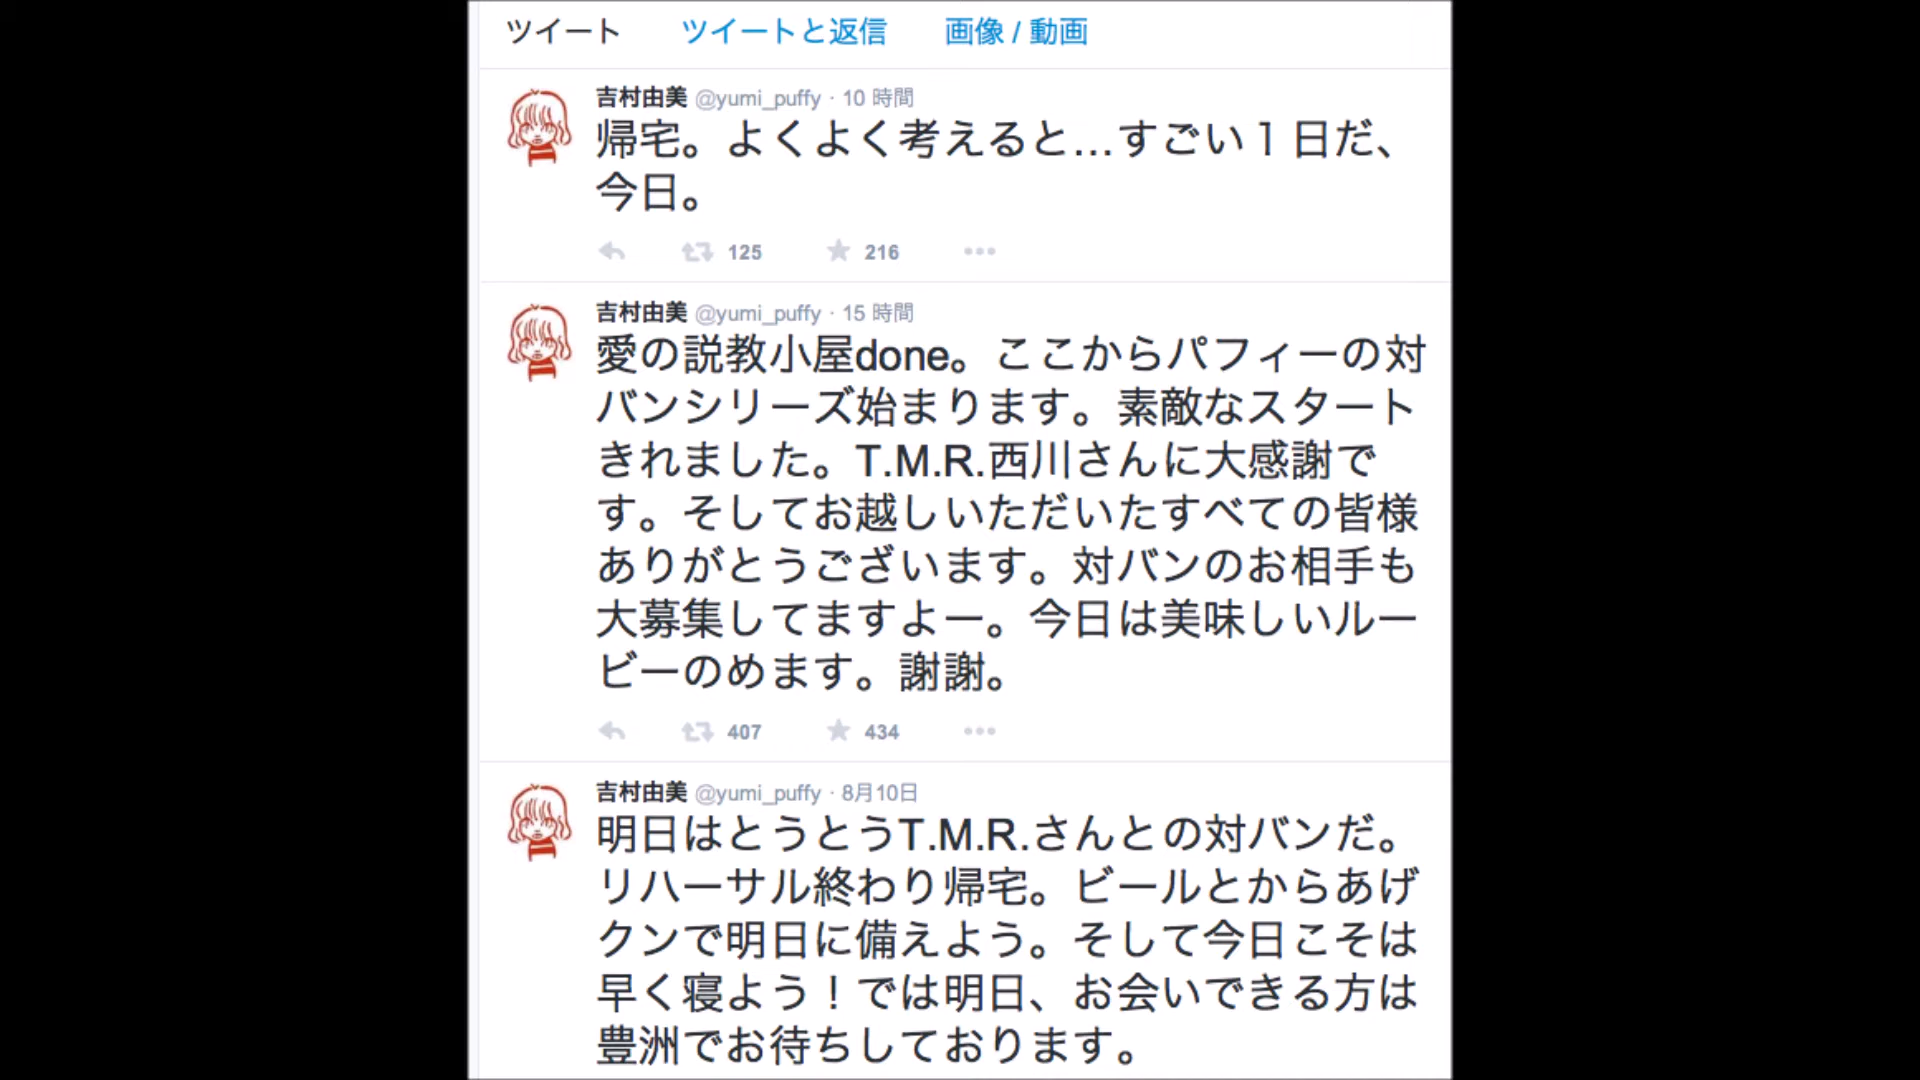 ツイート ツイートと返信 画像 / 動画
吉村由美 @yumi_puffy · 10 時間
帰宅。よくよく考えると…すごい１日だ、
今日。
125 216
吉村由美 @yumi_puffy · 15 時間
愛の説教小屋done。ここからパフィーの対
バンシリーズ始まります。素敵なスタート
きれました。T.M.R.西川さんに大感謝で
す。そしてお越しいただいたすべての皆様
ありがとうございます。対バンのお相手も
大募集してますよー。今日は美味しいルー
ビーのめます。謝謝。
407 434
吉村由美 @yumi_puffy · 8月10日
明日はとうとうT.M.R.さんとの対バンだ。
リハーサル終わり帰宅。ビールとからあげ
クンで明日に備えよう。そして今日こそは
早く寝よう！では明日、お会いできる方は
豊洲でお待ちしております。